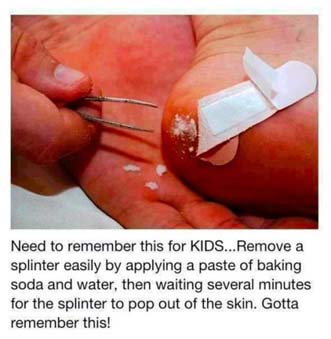 Need to remember this for KIDS...Remove a
splinter easily by applying a paste of baking
soda and water, then waiting several minutes
for the splinter to pop out of the skin. Gotta
remember this!